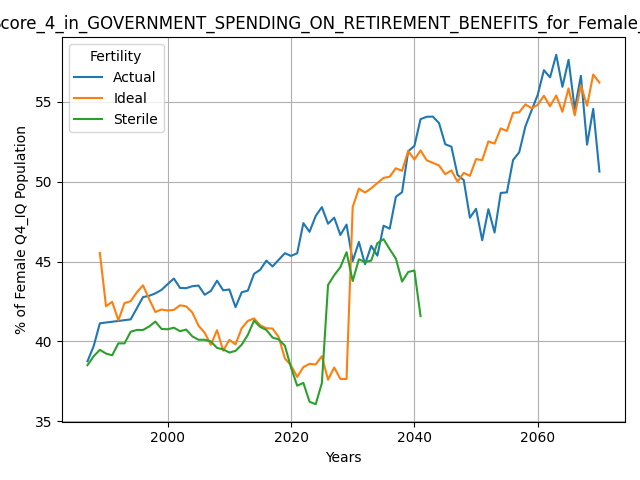 core_4_in_GOVERNMENT_SPENDING_ON_RETIREMENT_BENEFITS_for_Female_
Fertility
Actual
Ideal
Sterile
% of Female Q4_IQ Population
55
50
45
40
35
2000
2020
2040
2060
Years